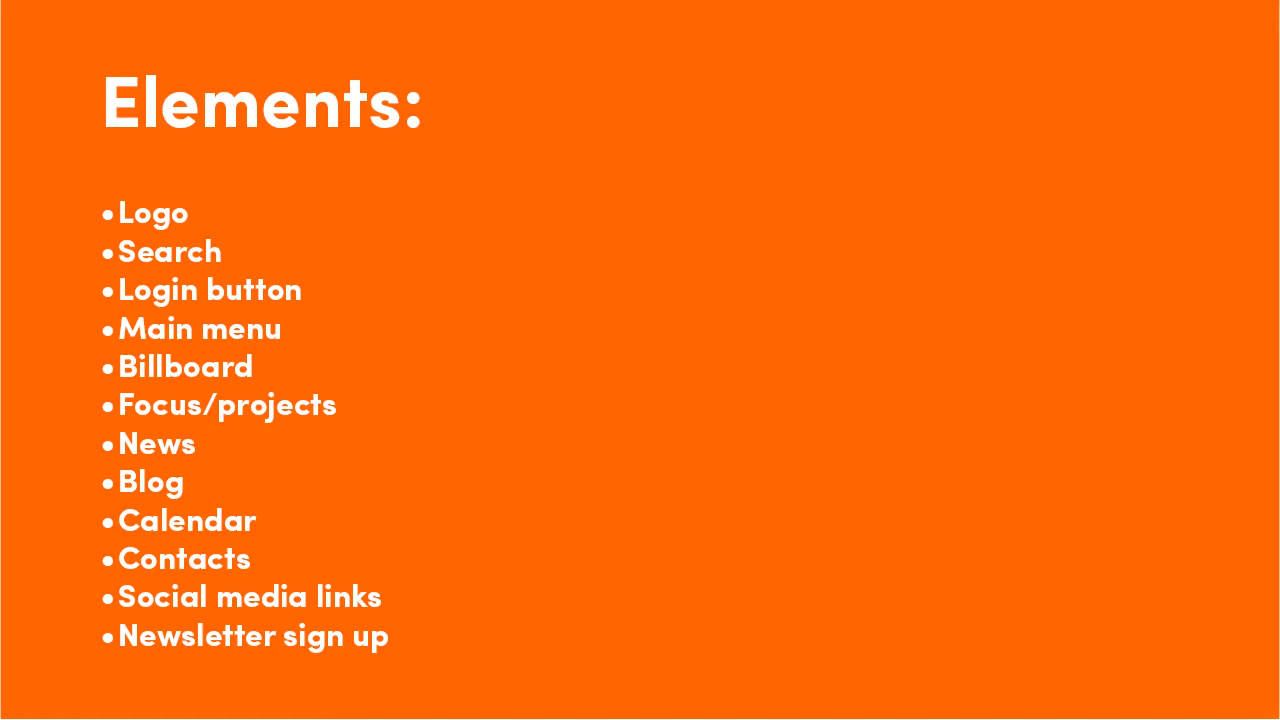 Elements:
•Logo
•Search
•Login button
•Main menu
•Billboard
•Focus/projects
•News
•Blog
•Calendar
•Contacts
•Social media links
•Newsletter sign up